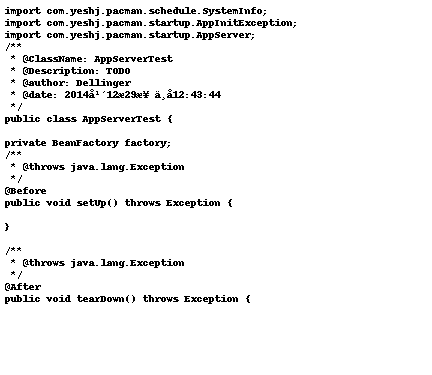 import com.yeshj.pacman.schedule.SystemInfo;
import com.yeshj.pacman.startup.AppInitException;
import com.yeshj.pacman.startup.AppServer;
/**
 * @ClassName: AppServerTest
 * @Description: TODO
 * @author: Dellinger
 * @date: 2014å¹´12æ29æ¥ ä¸å12:43:44
 */
public class AppServerTest {
private BeanFactory factory;
/**
 * @throws java.lang.Exception
 */
@Before
public void setUp() throws Exception {
}
/**
 * @throws java.lang.Exception
 */
@After
public void tearDown() throws Exception {